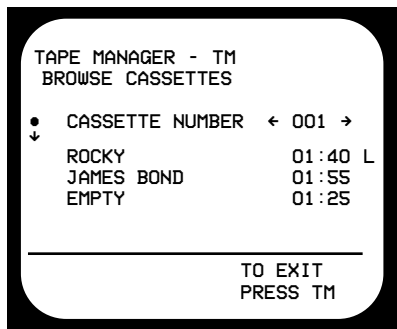 TAPE MANAGER - TM
BROWSE CASSETTES
CASSETTE NUMBER ← 001 →
ROCKY 01:40 L
JAMES BOND 01:55
EMPTY 01:25
TO EXIT
PRESS TM